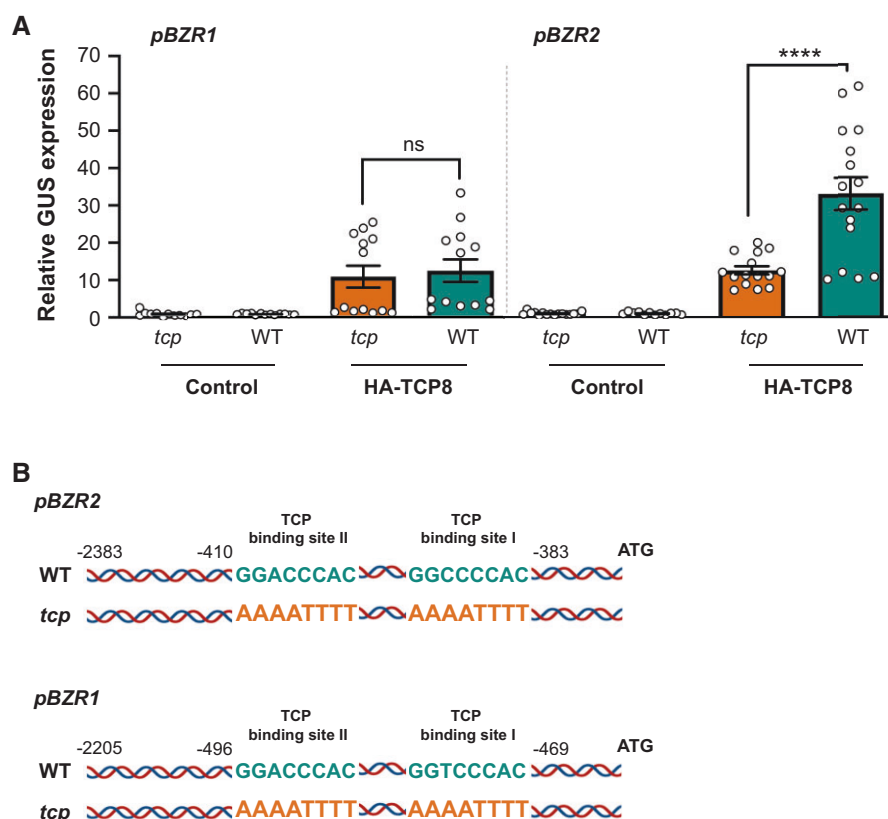 A
pBZR1 pBZR2
Relative GUS expression
70
60
50
40
30
20
10
0
ns
****
tcp WT tcp WT tcp WT tcp WT
Control HA-TCP8 Control HA-TCP8
B
pBZR2
TCP binding site II
TCP binding site I
-2383 -410 -383 ATG
WT GGACCCAC GGCCCCAC
tcp AAAATTTT AAAATTTT
pBZR1
TCP binding site II
TCP binding site I
-2205 -496 -469 ATG
WT GGACCCAC GGTCCCAC
tcp AAAATTTT AAAATTTT